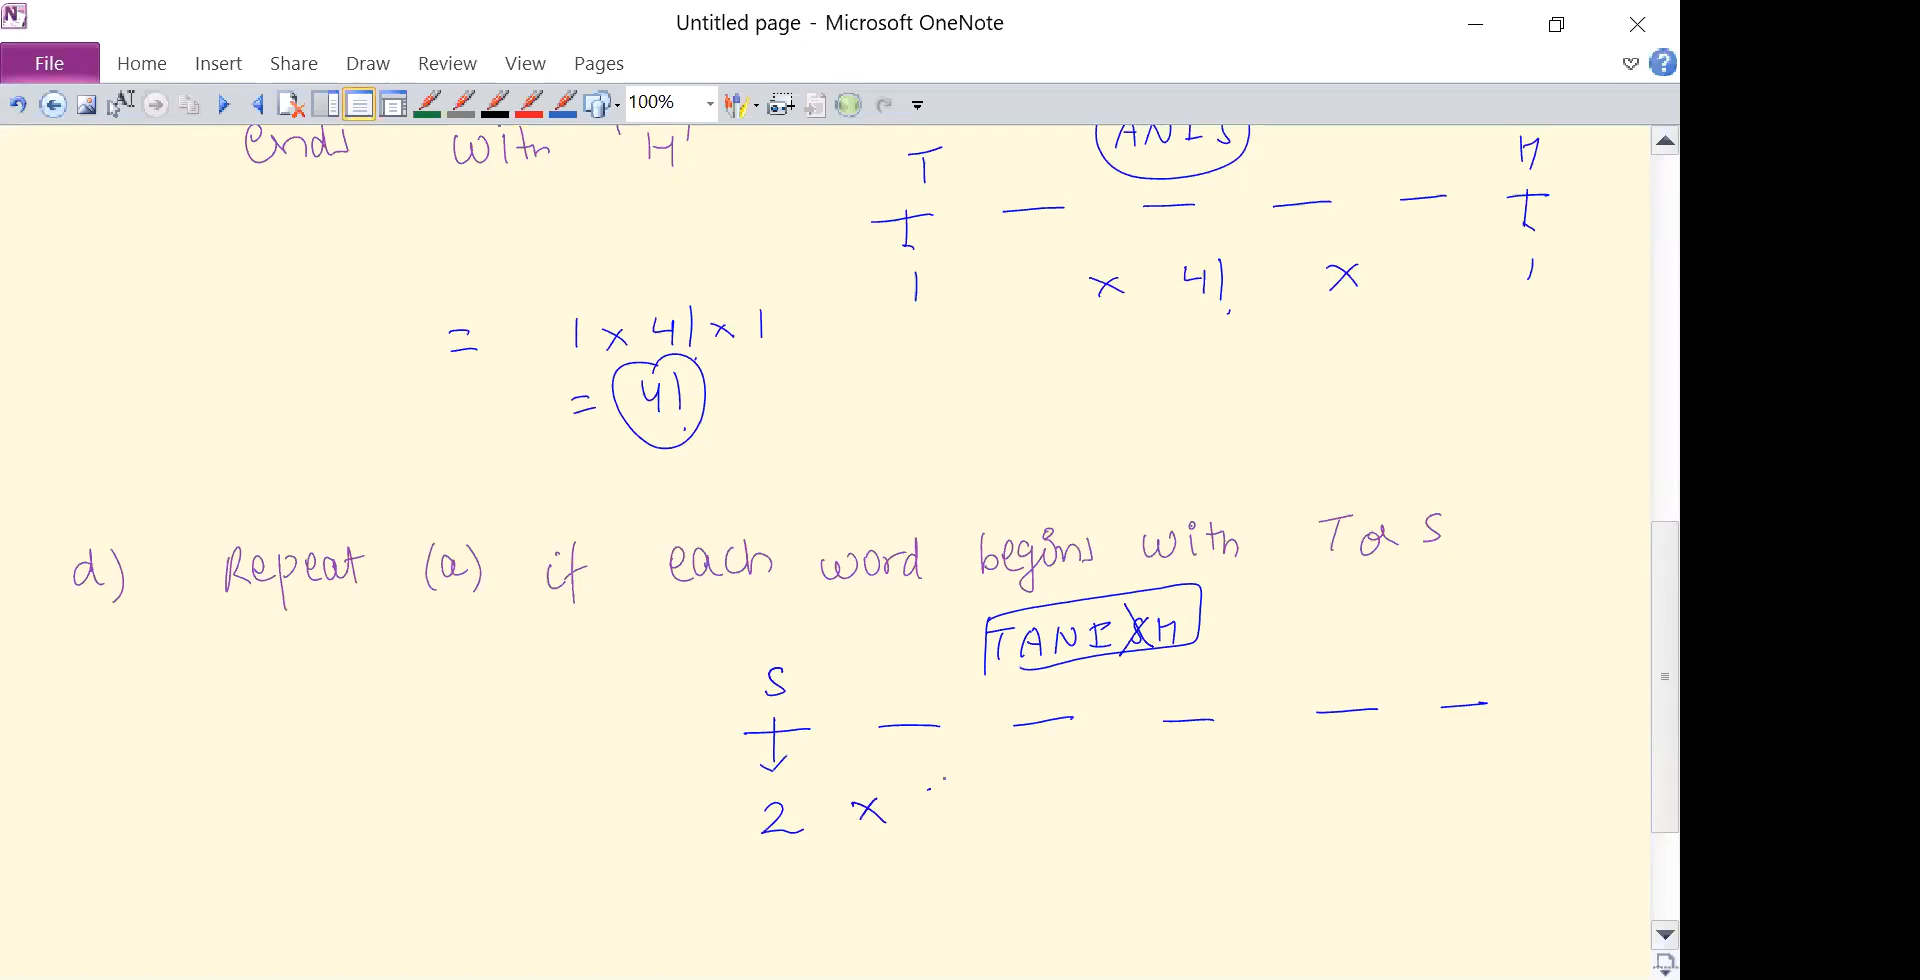 Untitled page - Microsoft OneNote
File Home Insert Share Draw Review View Pages
100%
ends with 'H'
ANIS
T H
1 x 4! x 1
= 1 x 4! x 1
= 4!
d) Repeat (a) if each word begins with T or S
TANISH
S
2 x